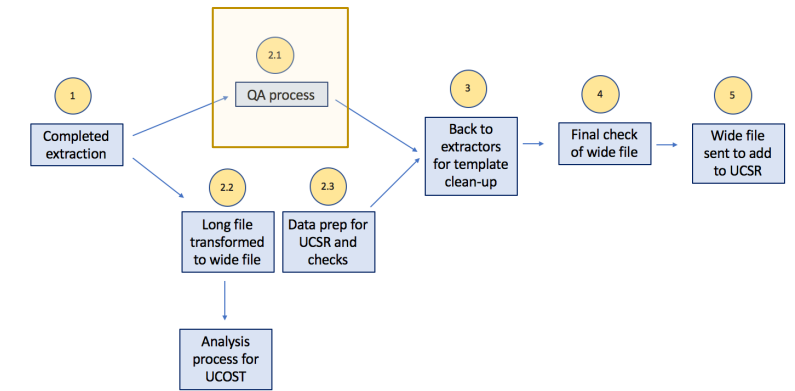 1
Completed
extraction
2.1
QA process
2.2
Long file
transformed
to wide file
2.3
Data prep for
UCSR and
checks
Analysis
process for
UCOST
3
Back to
extractors
for template
clean-up
4
Final check
of wide file
5
Wide file
sent to add
to UCSR